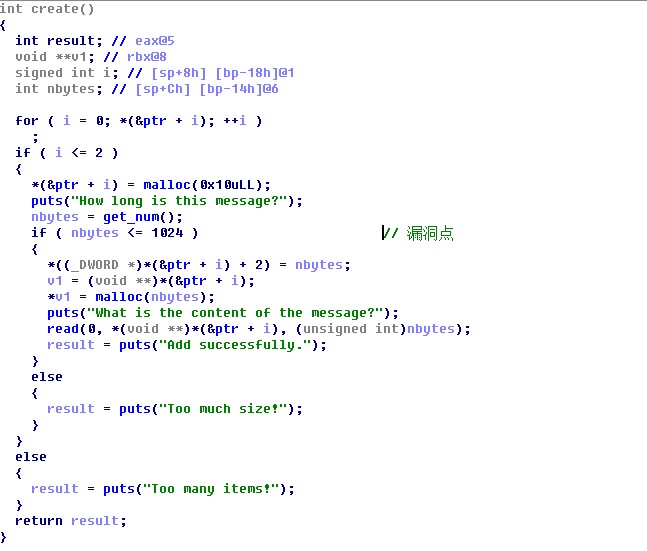 int create()
{
  int result; // eax@5
  void **v1; // rbx@8
  signed int i; // [sp+8h] [bp-18h]@1
  int nbytes; // [sp+Ch] [bp-14h]@6

  for ( i = 0; *(&ptr + i); ++i )
    ;
  if ( i <= 2 )
  {
    *(&ptr + i) = malloc(0x10uLL);
    puts("How long is this message?");
    nbytes = get_num();
    if ( nbytes <= 1024 )                       // 漏洞点
    {
      *((_DWORD *)*(&ptr + i) + 2) = nbytes;
      v1 = (void **)*(&ptr + i);
      *v1 = malloc(nbytes);
      puts("What is the content of the message?");
      read(0, *(void **)*(&ptr + i), (unsigned int)nbytes);
      result = puts("Add successfully.");
    }
    else
    {
      result = puts("Too much size!");
    }
  }
  else
  {
    result = puts("Too many items!");
  }
  return result;
}